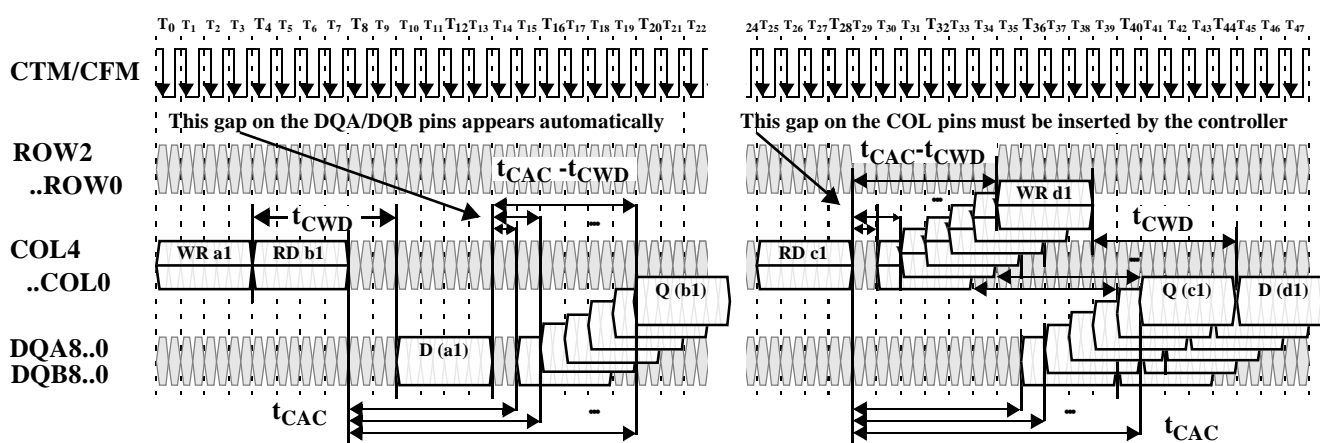 T0 T1 T2 T3 T4 T5 T6 T7 T8 T9 T10 T11 T12 T13 T14 T15 T16 T17 T18 T19 T20 T21 T22
24 T25 T26 T27 T28 T29 T30 T31 T32 T33 T34 T35 T36 T37 T38 T39 T40 T41 T42 T43 T44 T45 T46 T47
CTM/CFM
This gap on the DQA/DQB pins appears automatically
This gap on the COL pins must be inserted by the controller
ROW2
..ROW0
tCAC -tCWD
tCAC-tCWD
...
WR d1
...
tCWD
tCWD
COL4
..COL0
WR a1
RD b1
RD c1
...
Q (b1)
Q (c1)
D (d1)
DQA8..0
DQB8..0
D (a1)
tCAC
...
...
tCAC